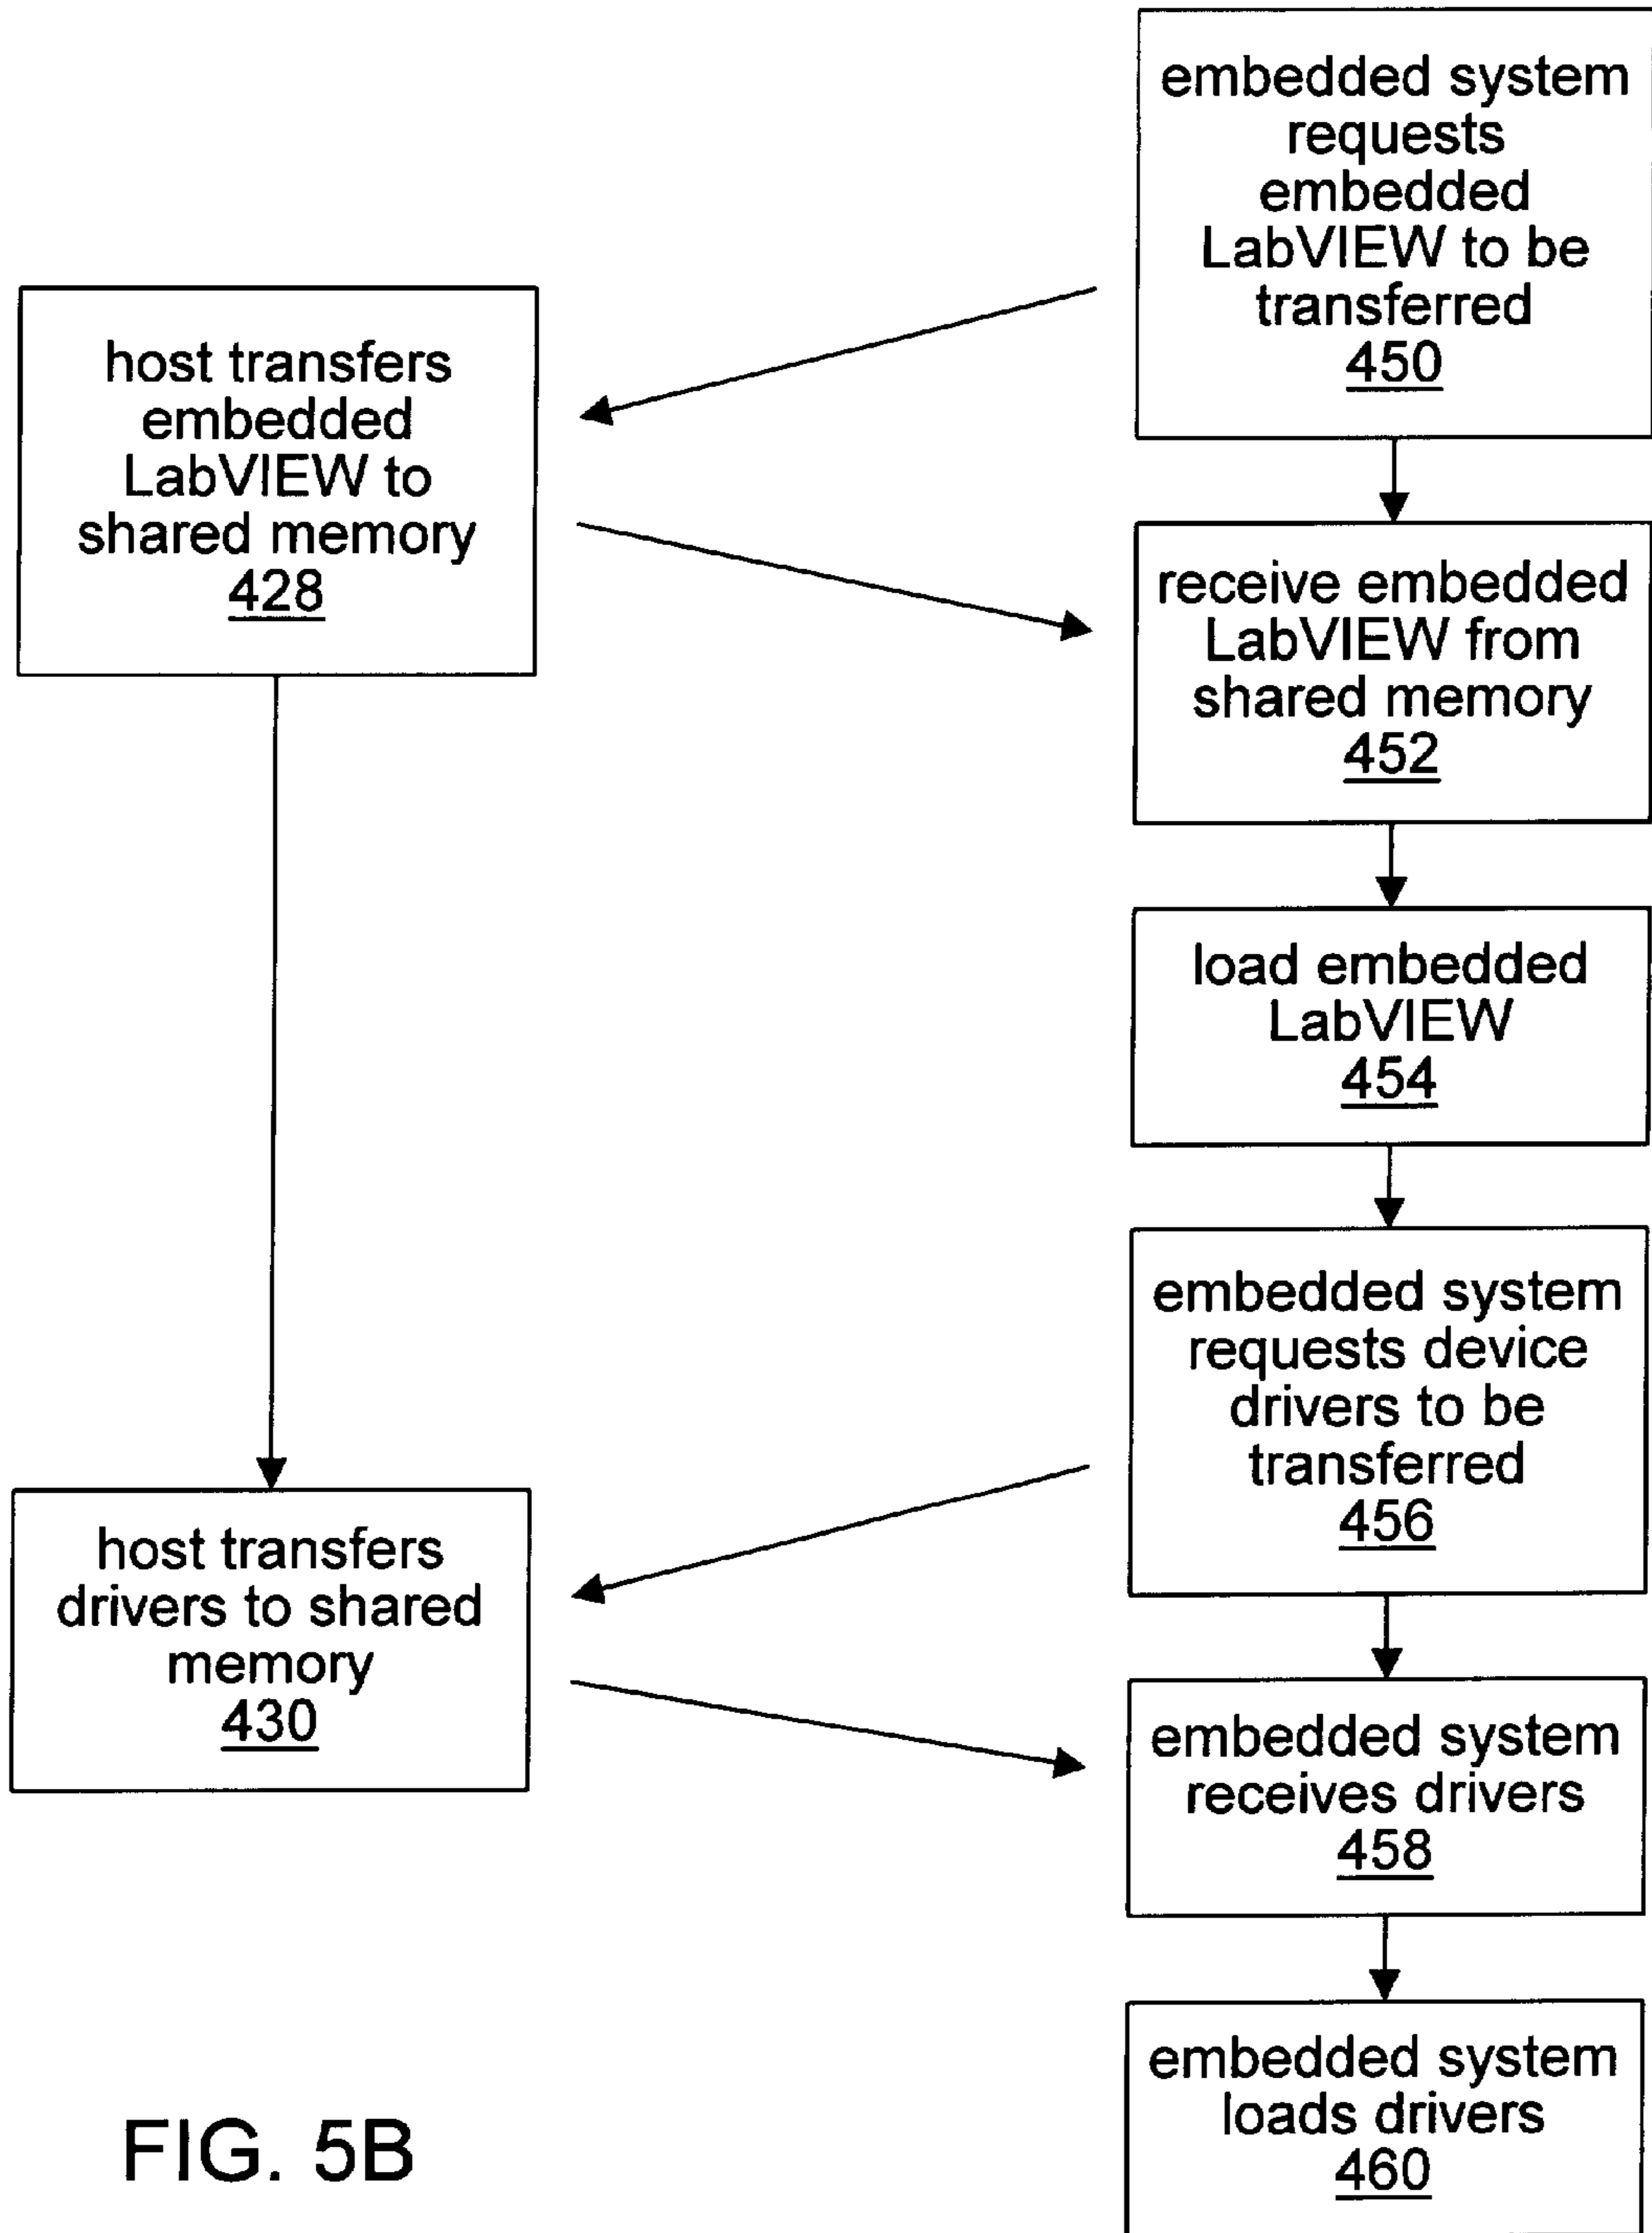 embedded system
requests
embedded
LabVIEW to be
transferred
450
host transfers
embedded
LabVIEW to
shared memory
428
receive embedded
LabVIEW from
shared memory
452
load embedded
LabVIEW
454
embedded system
requests device
drivers to be
transferred
456
host transfers
drivers to shared
memory
430
embedded system
receives drivers
458
embedded system
loads drivers
460
FIG. 5B